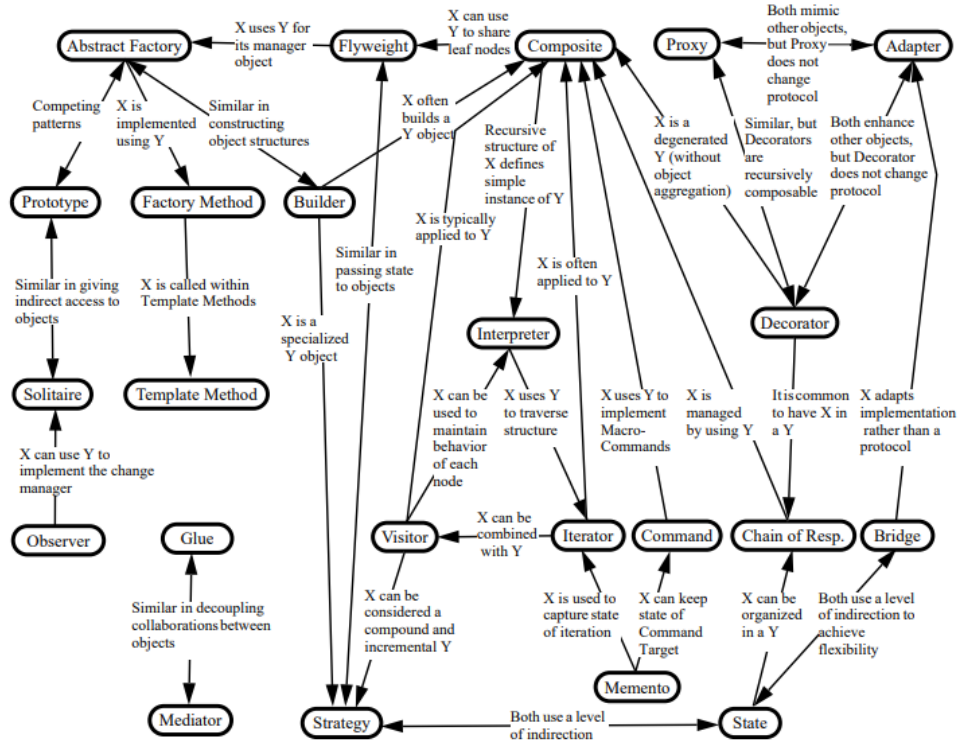 X uses Y for
its manager
object
X can use
Y to share
leaf nodes
Both mimic
other objects,
but Proxy
does not
change
protocol
Abstract Factory
Flyweight
Composite
Proxy
Adapter
Competing
patterns
X is
implemented
using Y
Similar in
constructing
object structures
X often
builds a
Y object
Recursive
structure of
X defines
simple
instance of Y
X is a
degenerated
Y (without
object
aggregation)
Similar, but
Decorators
are
recursively
composable
Both enhance
other objects,
but Decorator
does not change
protocol
Prototype
Factory Method
Builder
X is typically
applied to Y
Similar in
passing state
to objects
X is often
applied to Y
Similar in giving
indirect access to
objects
X is called within
Template Methods
X is a
specialized
Y object
Interpreter
Decorator
Solitaire
Template Method
X can be
used to
maintain
behavior
of each
node
X uses Y
to traverse
structure
X uses Y to
implement
Macro-
Commands
X is
managed
by using Y
It is common
to have X in
a Y
X adapts
implementation
rather than a
protocol
X can use Y to
implement the change
manager
Observer
Glue
Visitor
X can be
combined
with Y
Iterator
Command
Chain of Resp.
Bridge
Similar in decoupling
collaborations between
objects
X can be
considered a
compound and
incremental Y
X is used to
capture state
of iteration
X can keep
state of
Command
Target
X can be
organized
in a Y
Both use a level
of indirection to
achieve
flexibility
Memento
Mediator
Strategy
Both use a level
of indirection
State